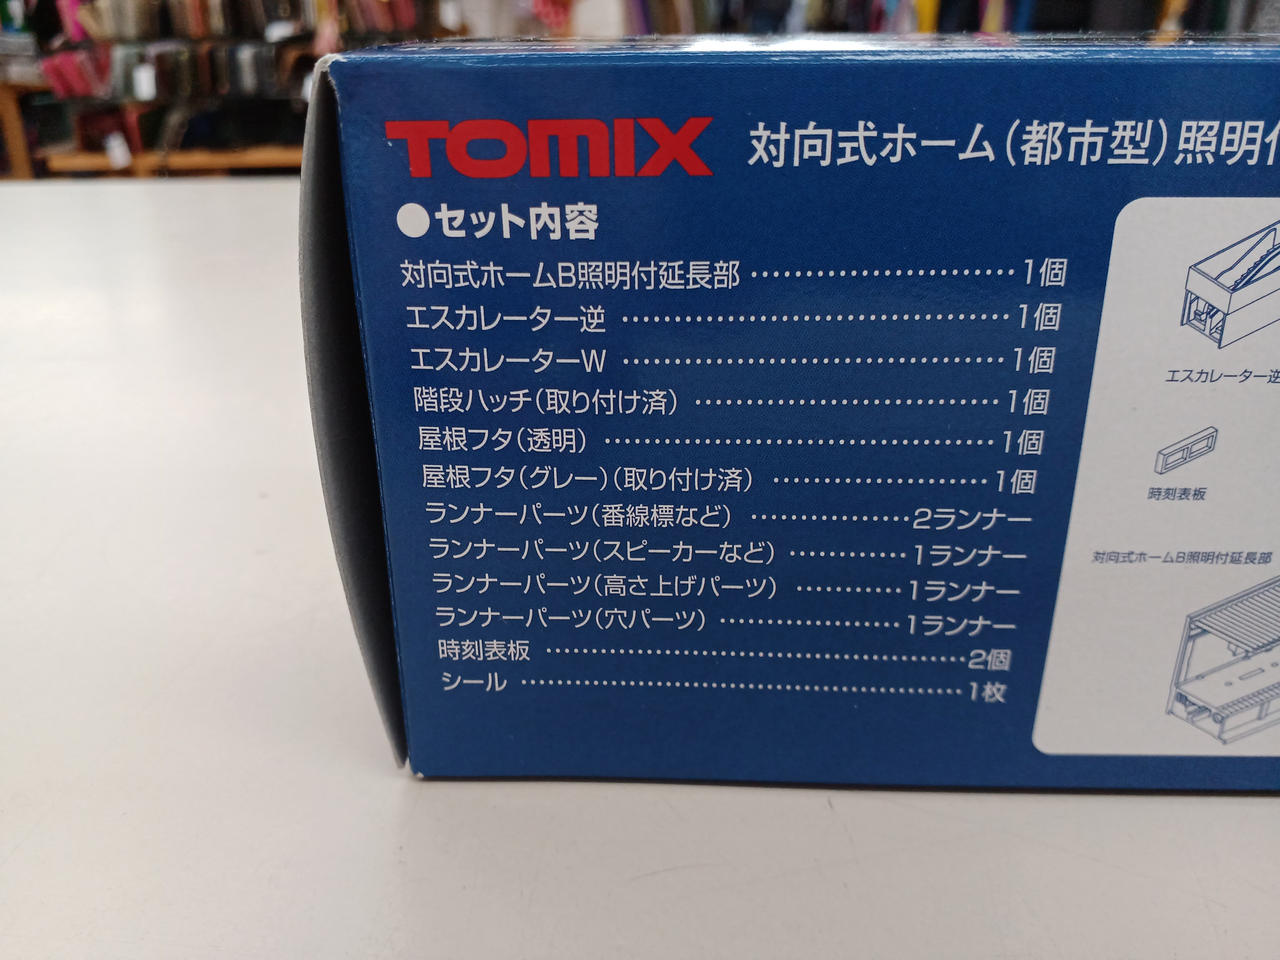 TOMIX 対向式ホーム(都市型)照明付
●セット内容
対向式ホームB照明付延長部 ……………………… 1個
エスカレーター逆 ……………………………… 1個
エスカレーターW ……………………………… 1個
階段ハッチ(取り付け済) ………………………… 1個
屋根フタ(透明) ………………………………… 1個
屋根フタ(グレー)(取り付け済) ………………… 1個
ランナーパーツ(番線標など) …………… 2ランナー
ランナーパーツ(スピーカーなど) ………… 1ランナー
ランナーパーツ(高さ上げパーツ) ………… 1ランナー
ランナーパーツ(穴パーツ) ……………… 1ランナー
時刻表板 …………………………………… 2個
シール ……………………………………… 1枚
エスカレーター逆
時刻表板
対向式ホームB照明付延長部